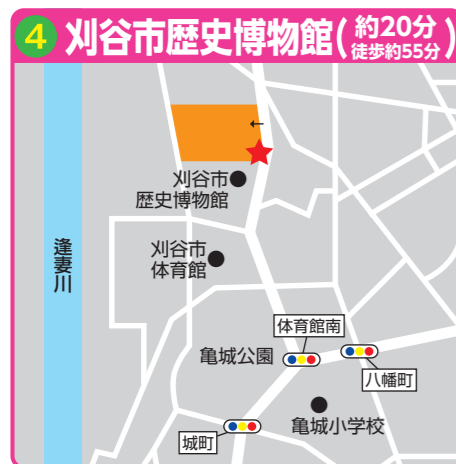 4 刈谷市歴史博物館(約20分 徒歩約55分)
←
刈谷市
歴史博物館
刈谷市
体育館
逢妻川
体育館南
亀城公園
八幡町
亀城小学校
城町